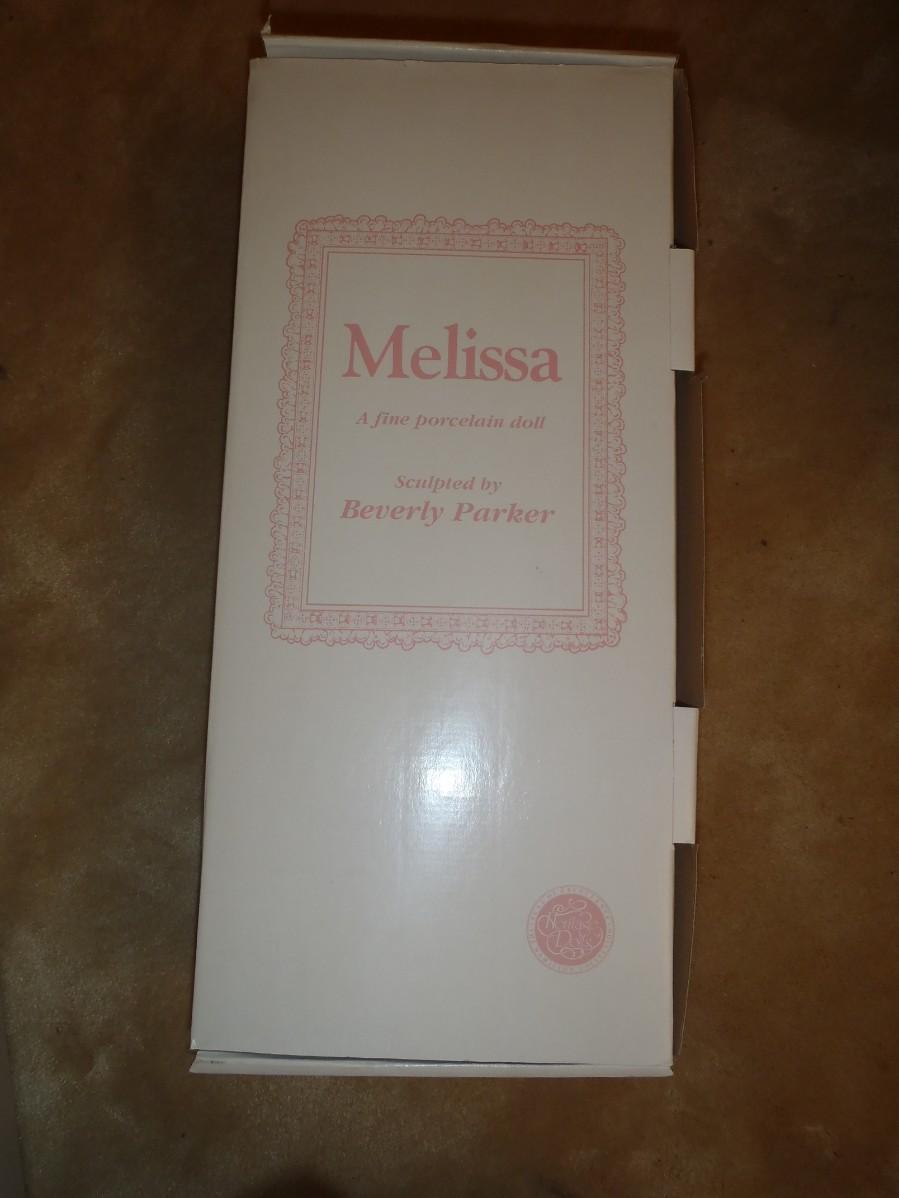 Melissa
A fine porcelain doll
Sculpted by
Beverly Parker